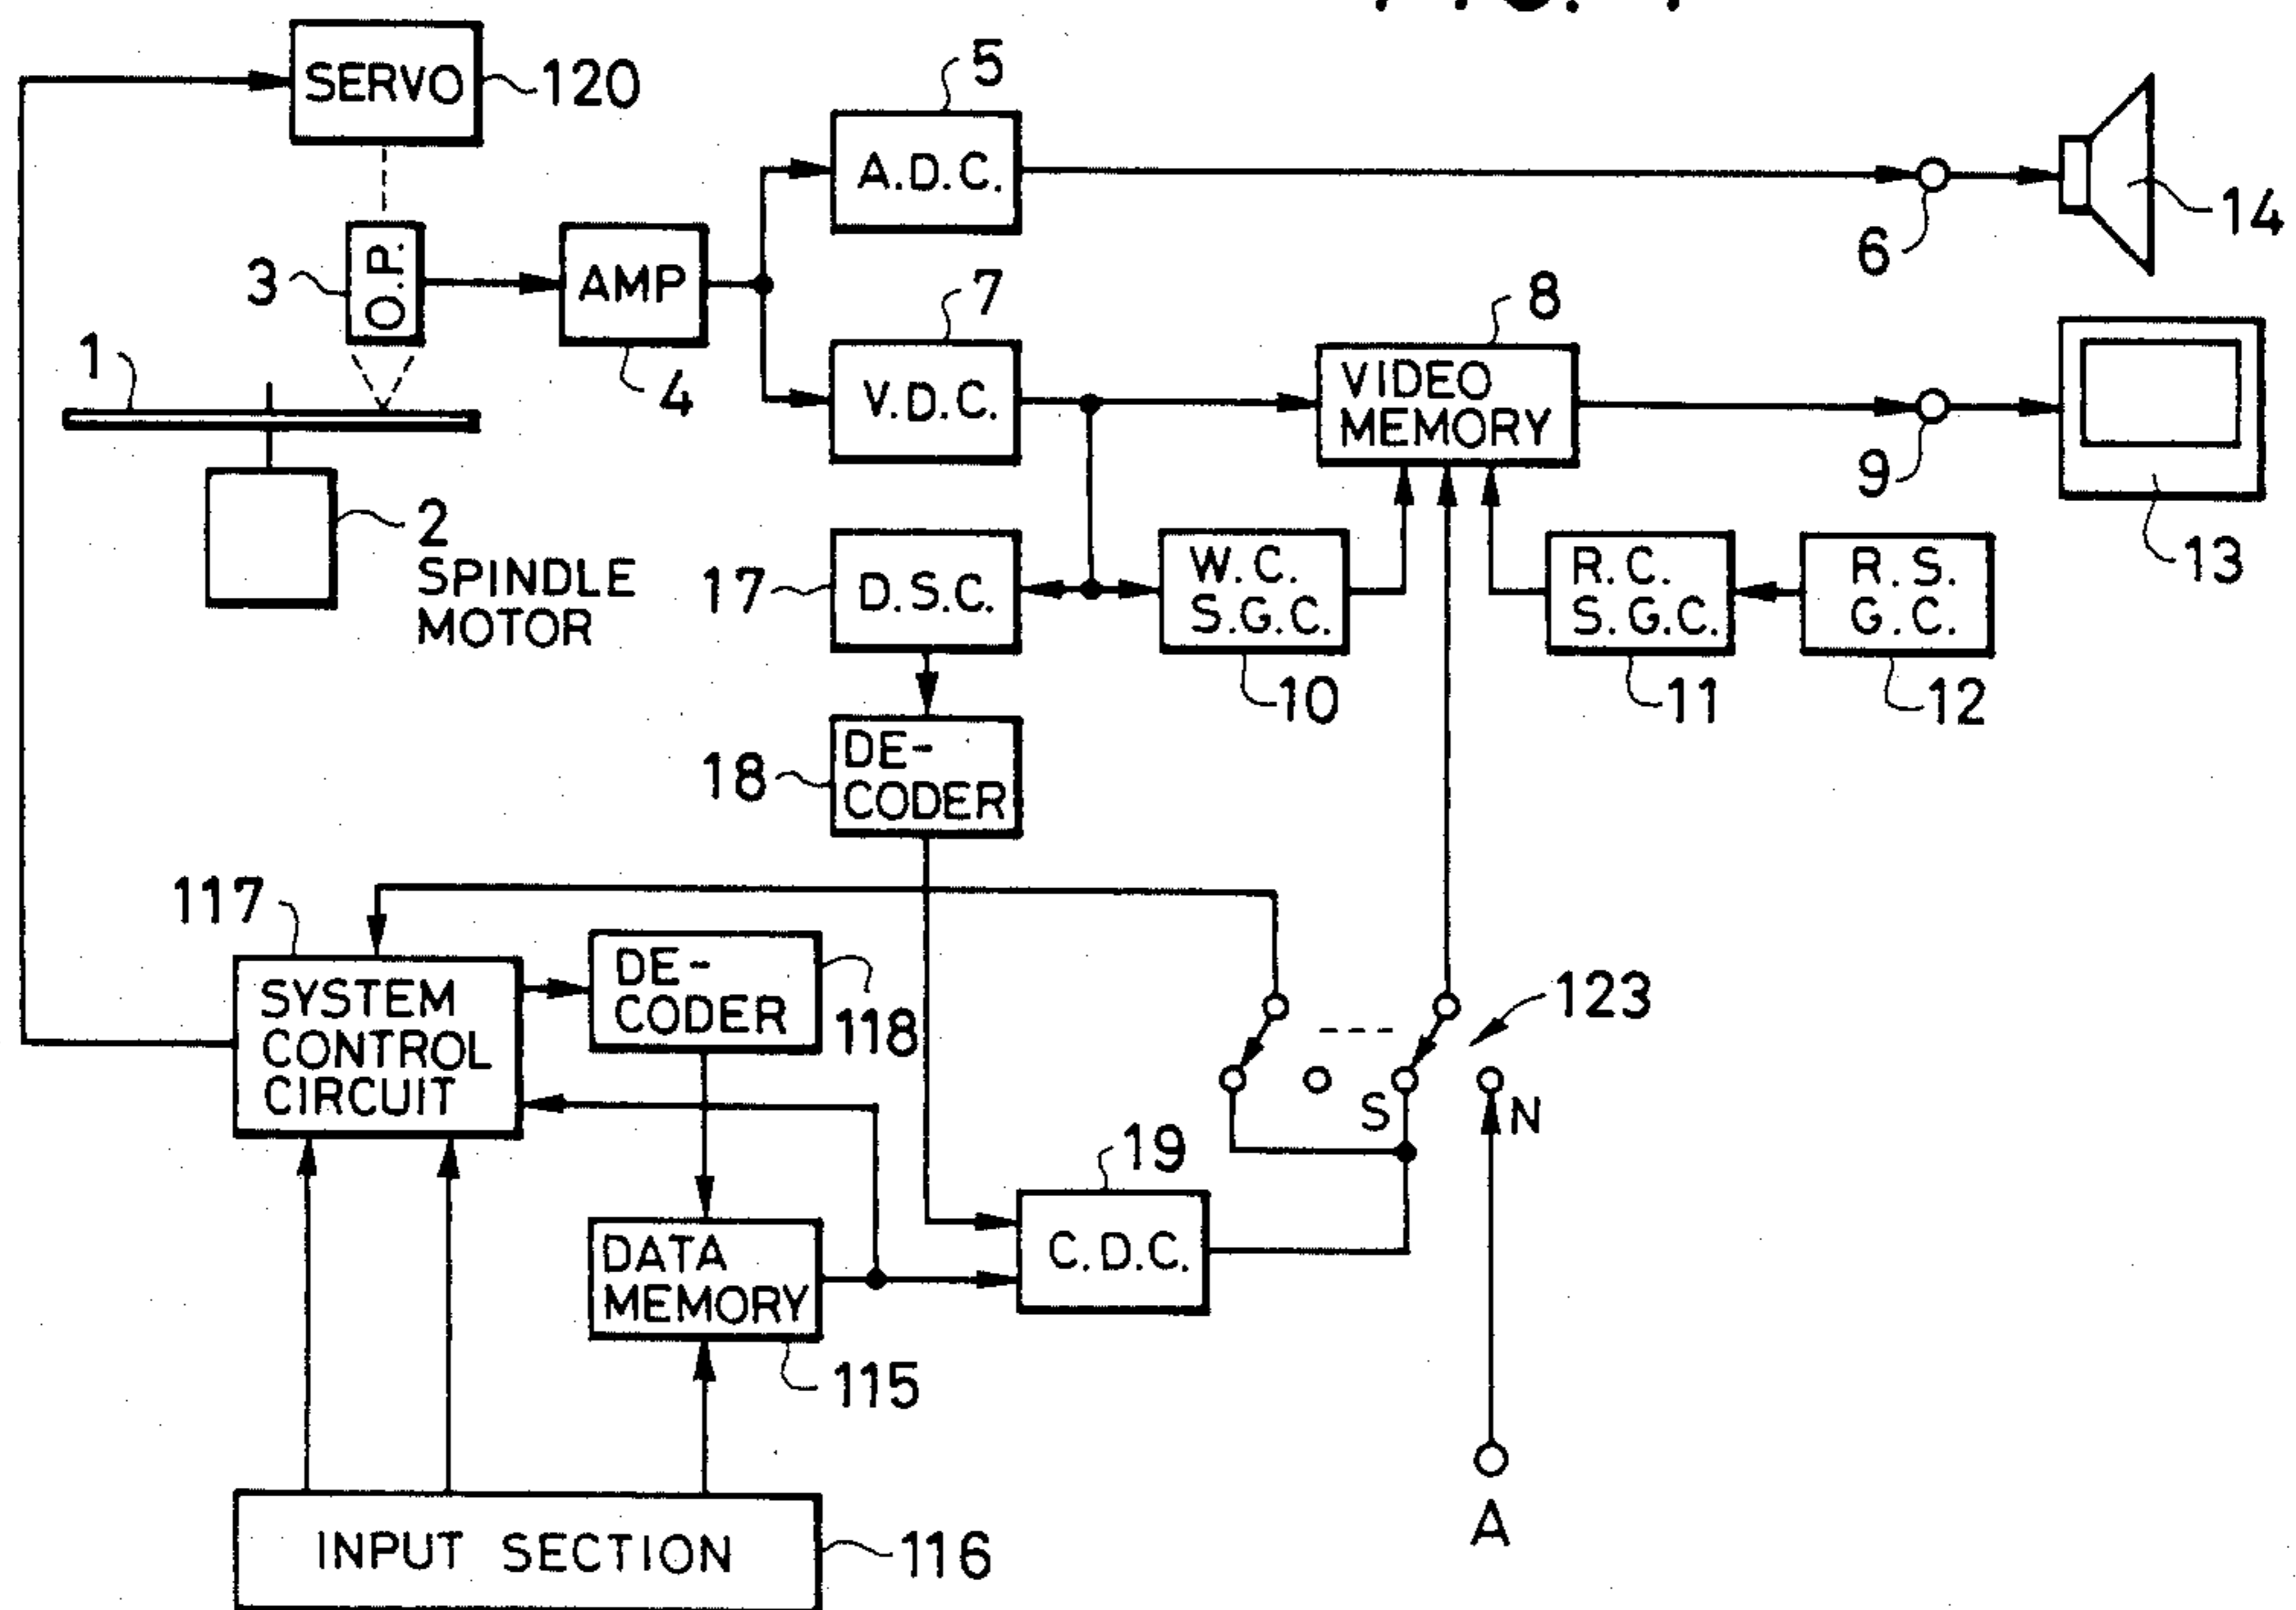 SERVO
120
5
A.D.C.
6
14
3
O.P.
AMP
4
7
V.D.C.
8
VIDEO
MEMORY
9
13
1
2
SPINDLE
MOTOR
17
D.S.C.
W.C.
S.G.C.
10
R.C.
S.G.C.
11
R.S.
G.C.
12
18
DE-
CODER
117
SYSTEM
CONTROL
CIRCUIT
DE-
CODER
118
123
S
N
19
C.D.C.
DATA
MEMORY
115
A
INPUT SECTION
116